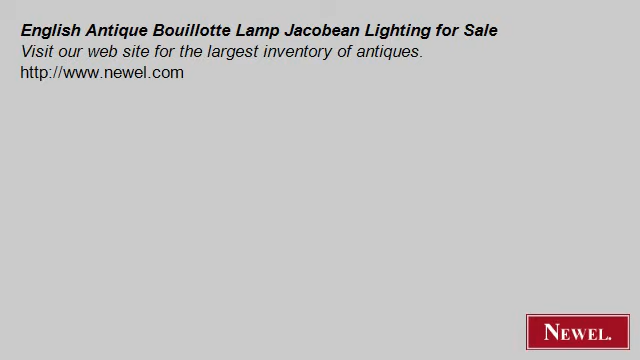 English Antique Bouillotte Lamp Jacobean Lighting for Sale
Visit our web site for the largest inventory of antiques.
http://www.newel.com
NEWEL.